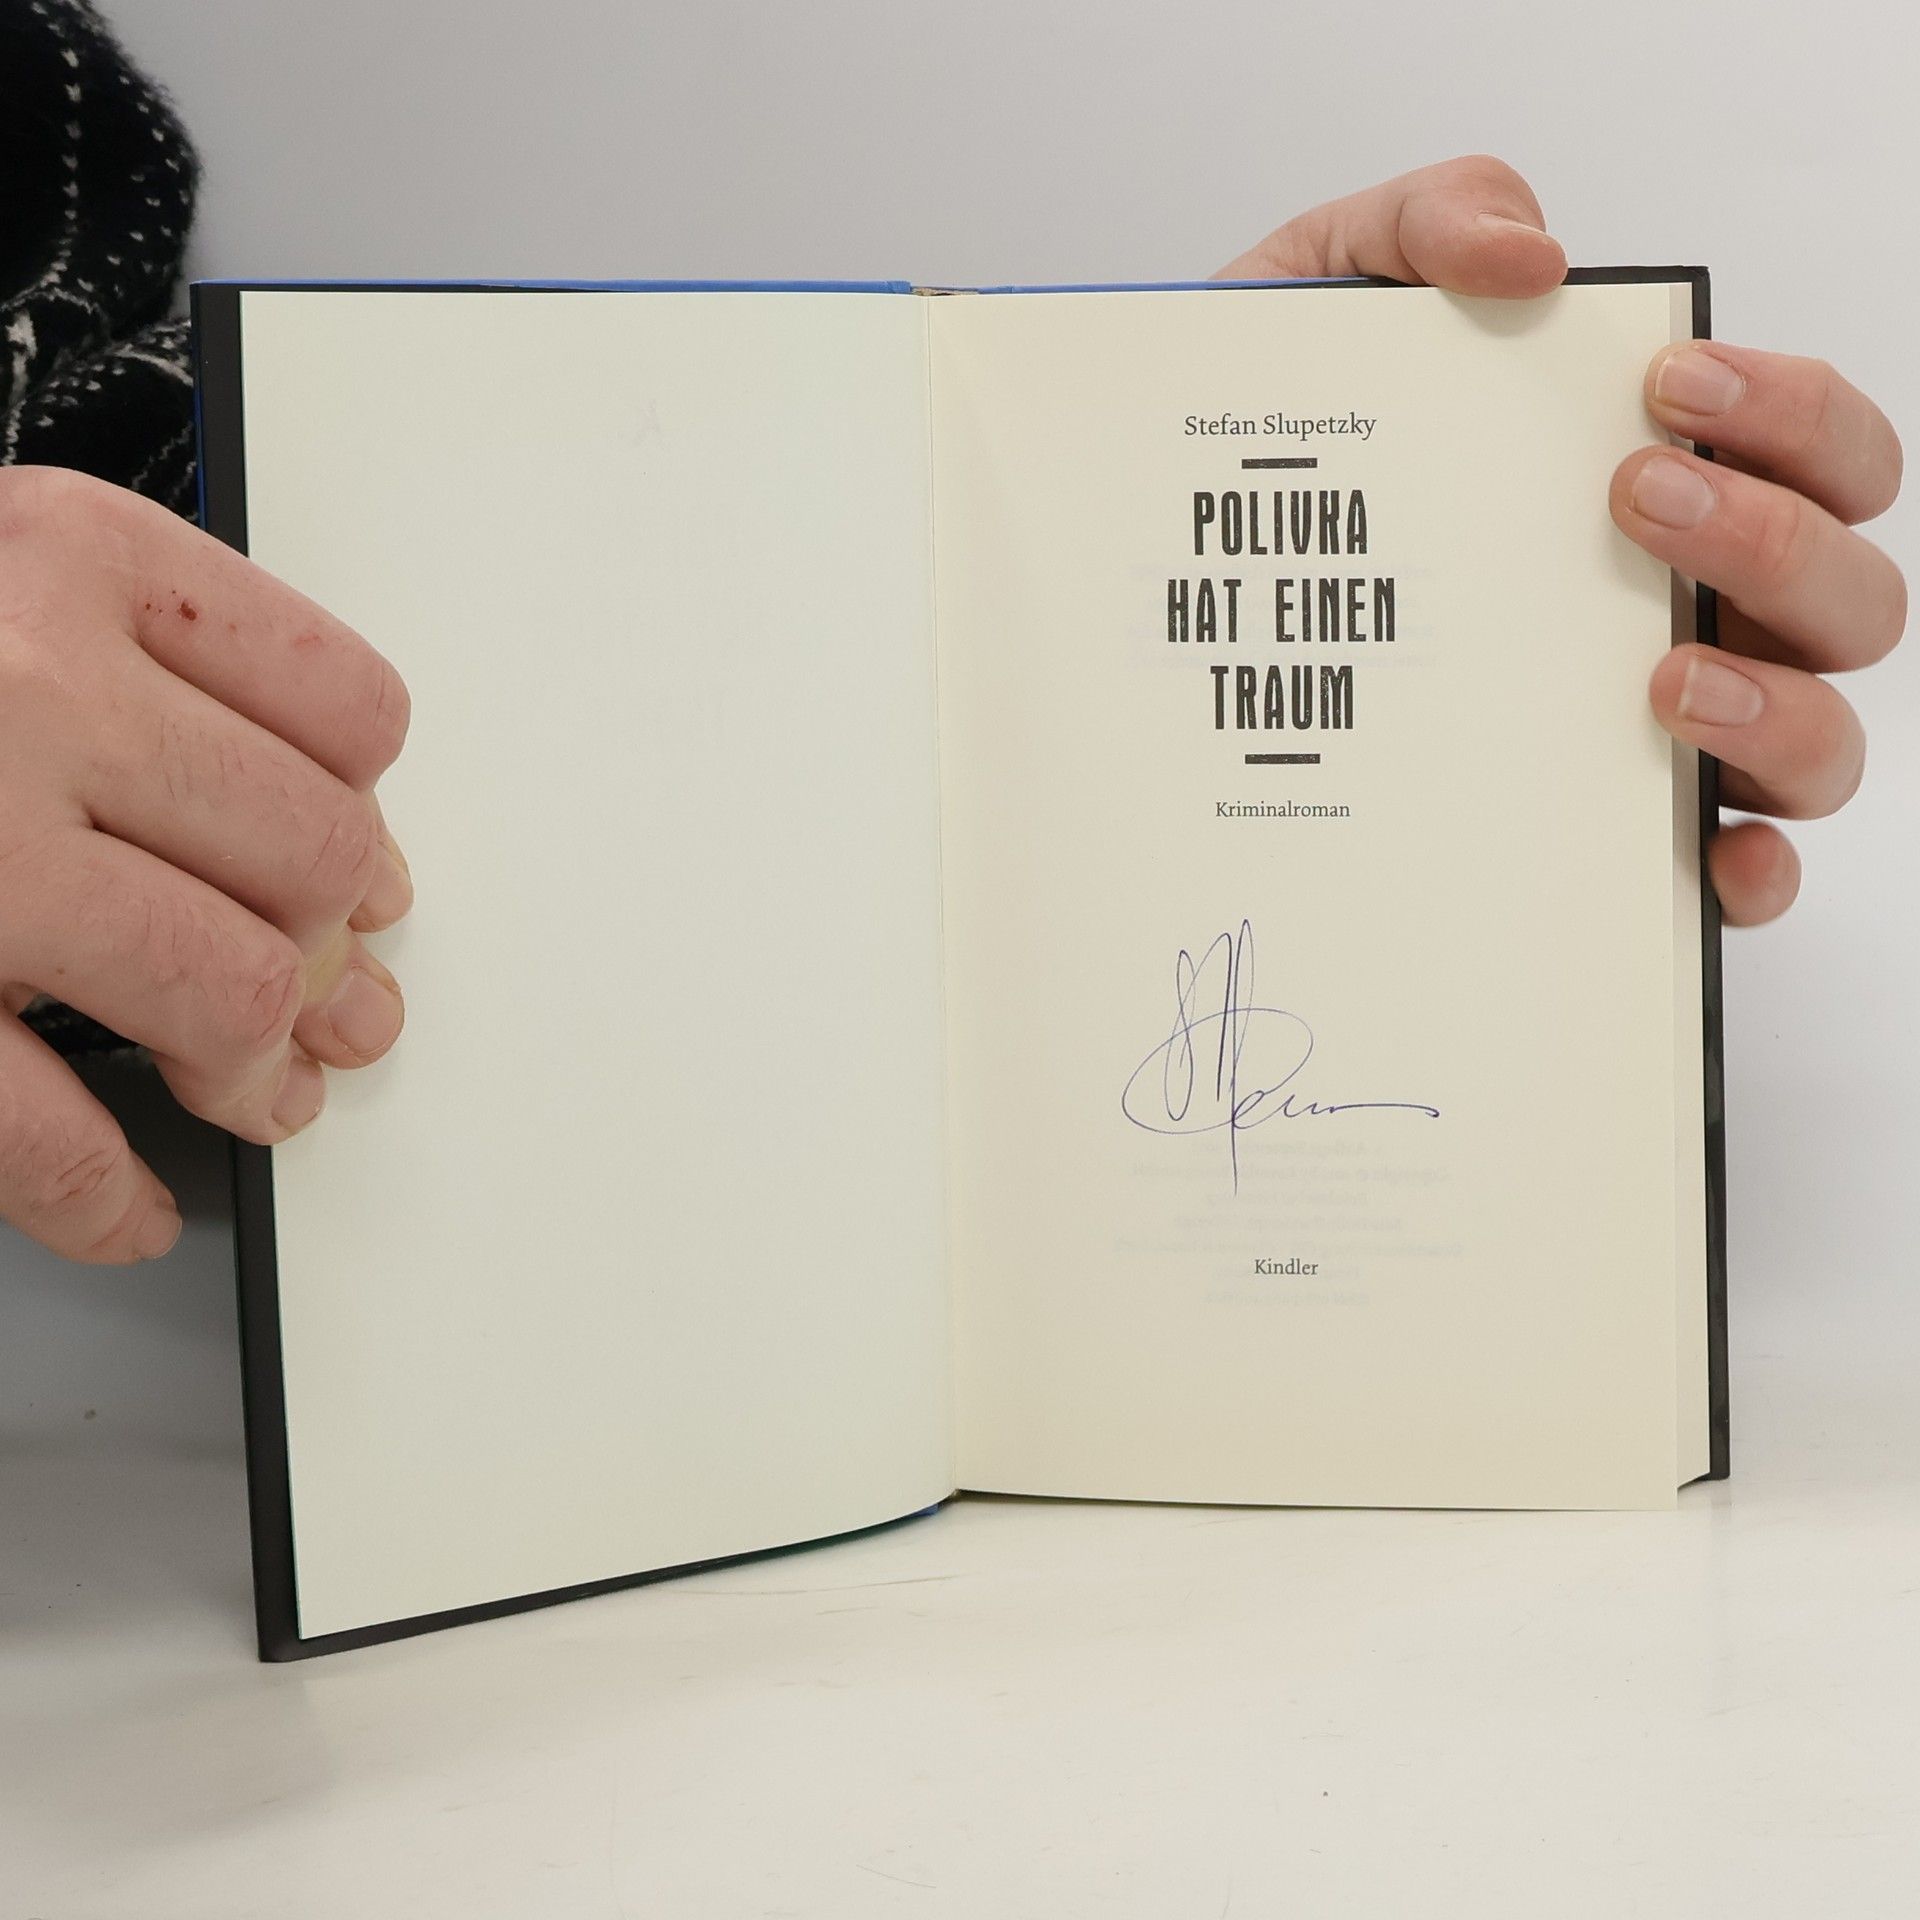 Stefan Slupetzky
POLIVKA
HAT EINEN
TRAUM
Kriminalroman
Kindler